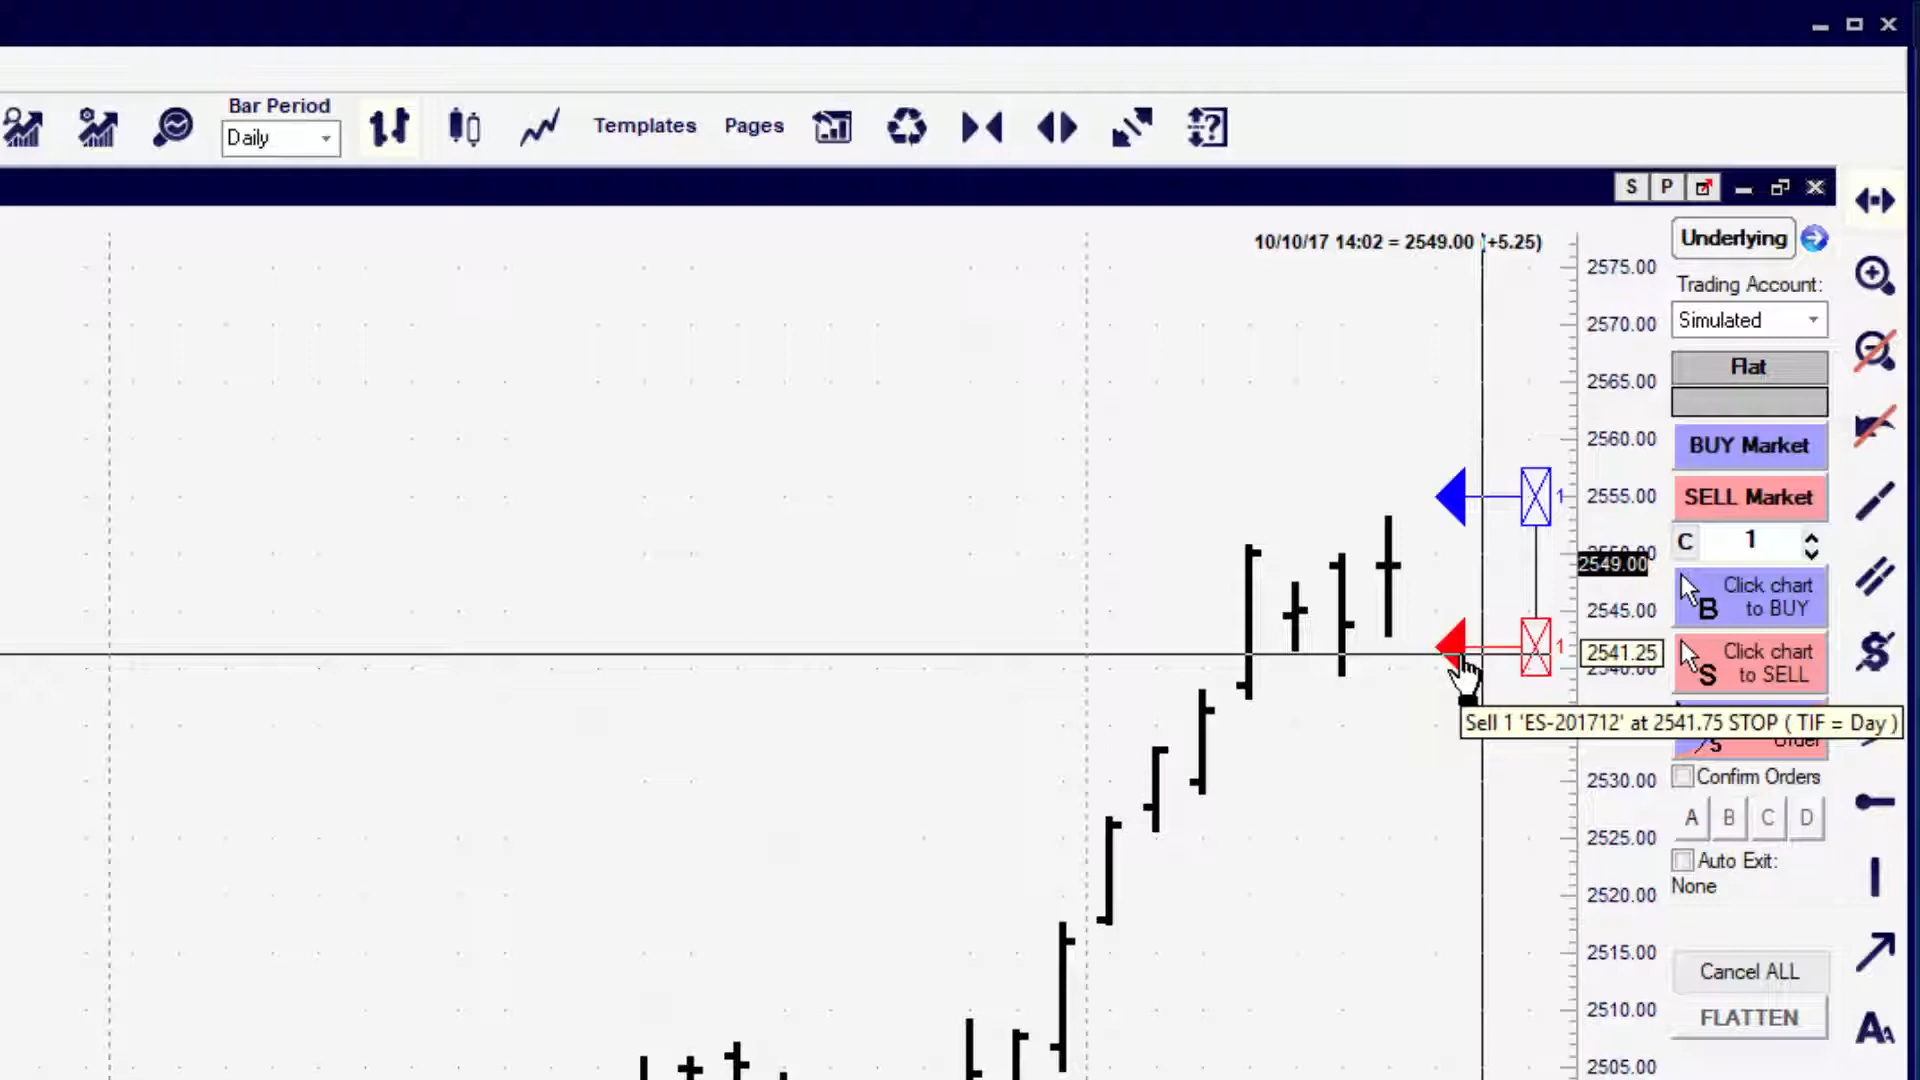 Bar Period
Daily
Templates
Pages
S
P
10/10/17 14:02 = 2549.00 (+5.25)
Underlying
Trading Account:
Simulated
Flat
BUY Market
SELL Market
C
1
Click chart
to BUY
B
Click chart
to SELL
S
Order
Confirm Orders
A
B
C
D
Auto Exit:
None
Cancel ALL
FLATTEN
2575.00
2570.00
2565.00
2560.00
1
2555.00
2549.00
2545.00
1
2541.25
Sell 1 'ES-201712' at 2541.75 STOP ( TIF = Day )
2530.00
2525.00
2520.00
2515.00
2510.00
2505.00